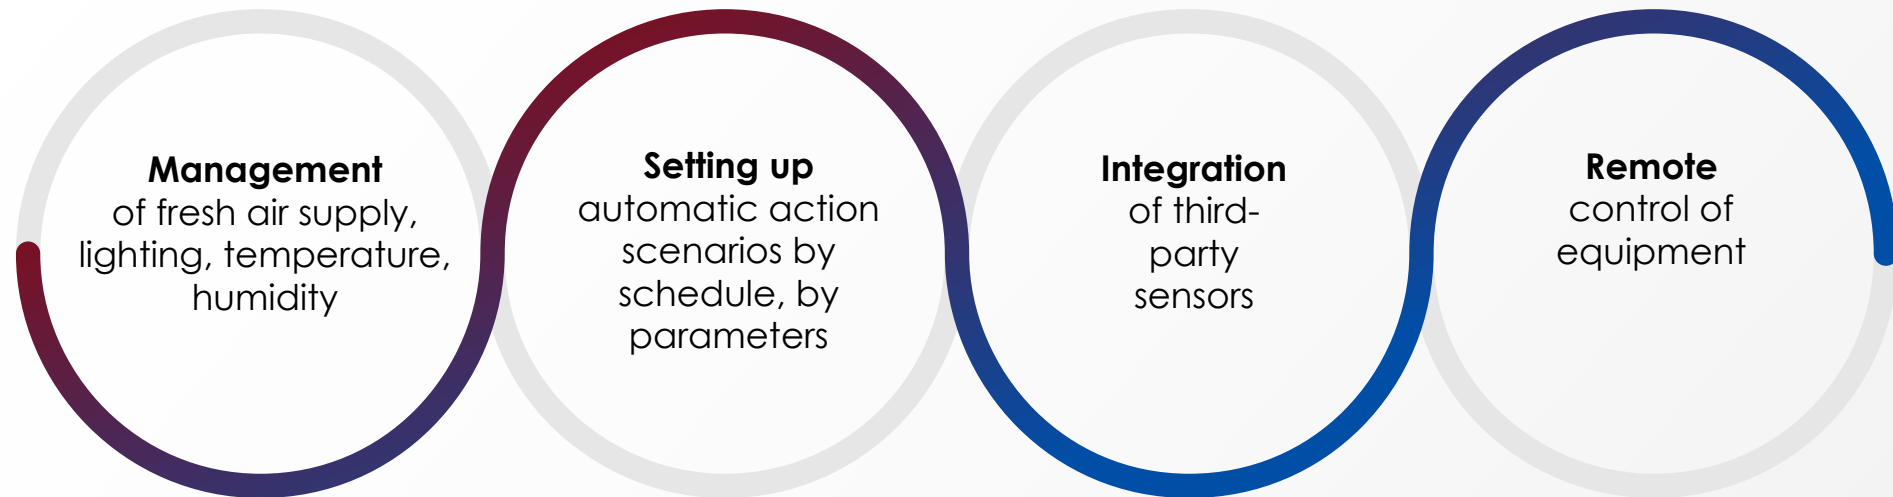 Management
of fresh air supply,
lighting, temperature,
humidity
Setting up
automatic action
scenarios by
schedule, by
parameters
Integration
of third-
party
sensors
Remote
control of
equipment